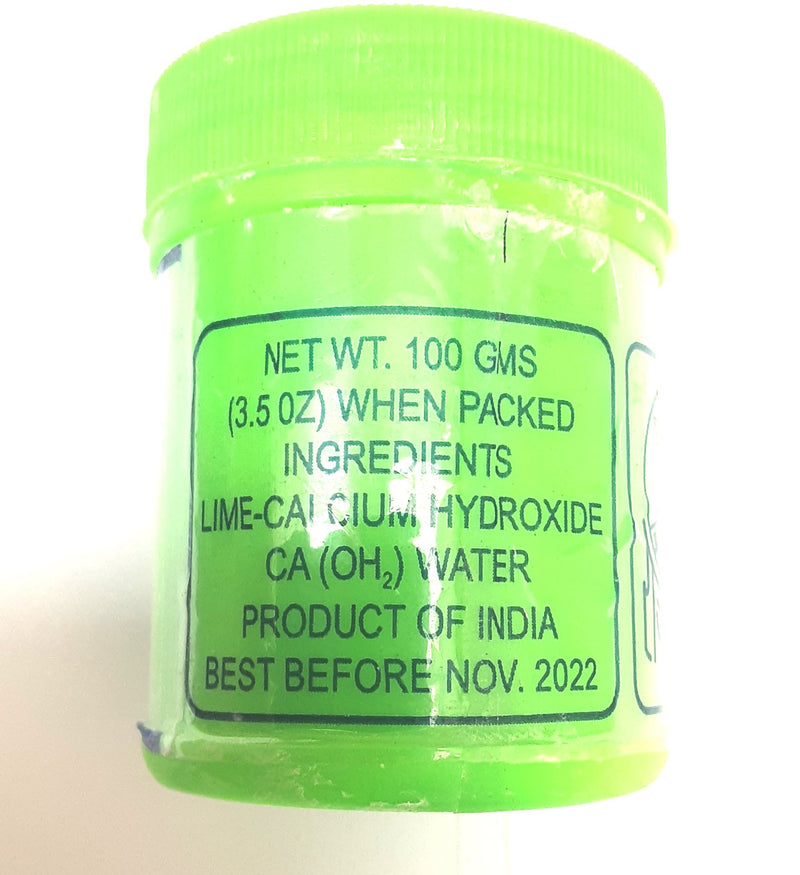 NET WT. 100 GMS
(3.5 OZ) WHEN PACKED
INGREDIENTS
LIME-CALCIUM HYDROXIDE
CA (OH₂) WATER
PRODUCT OF INDIA
BEST BEFORE NOV. 2022